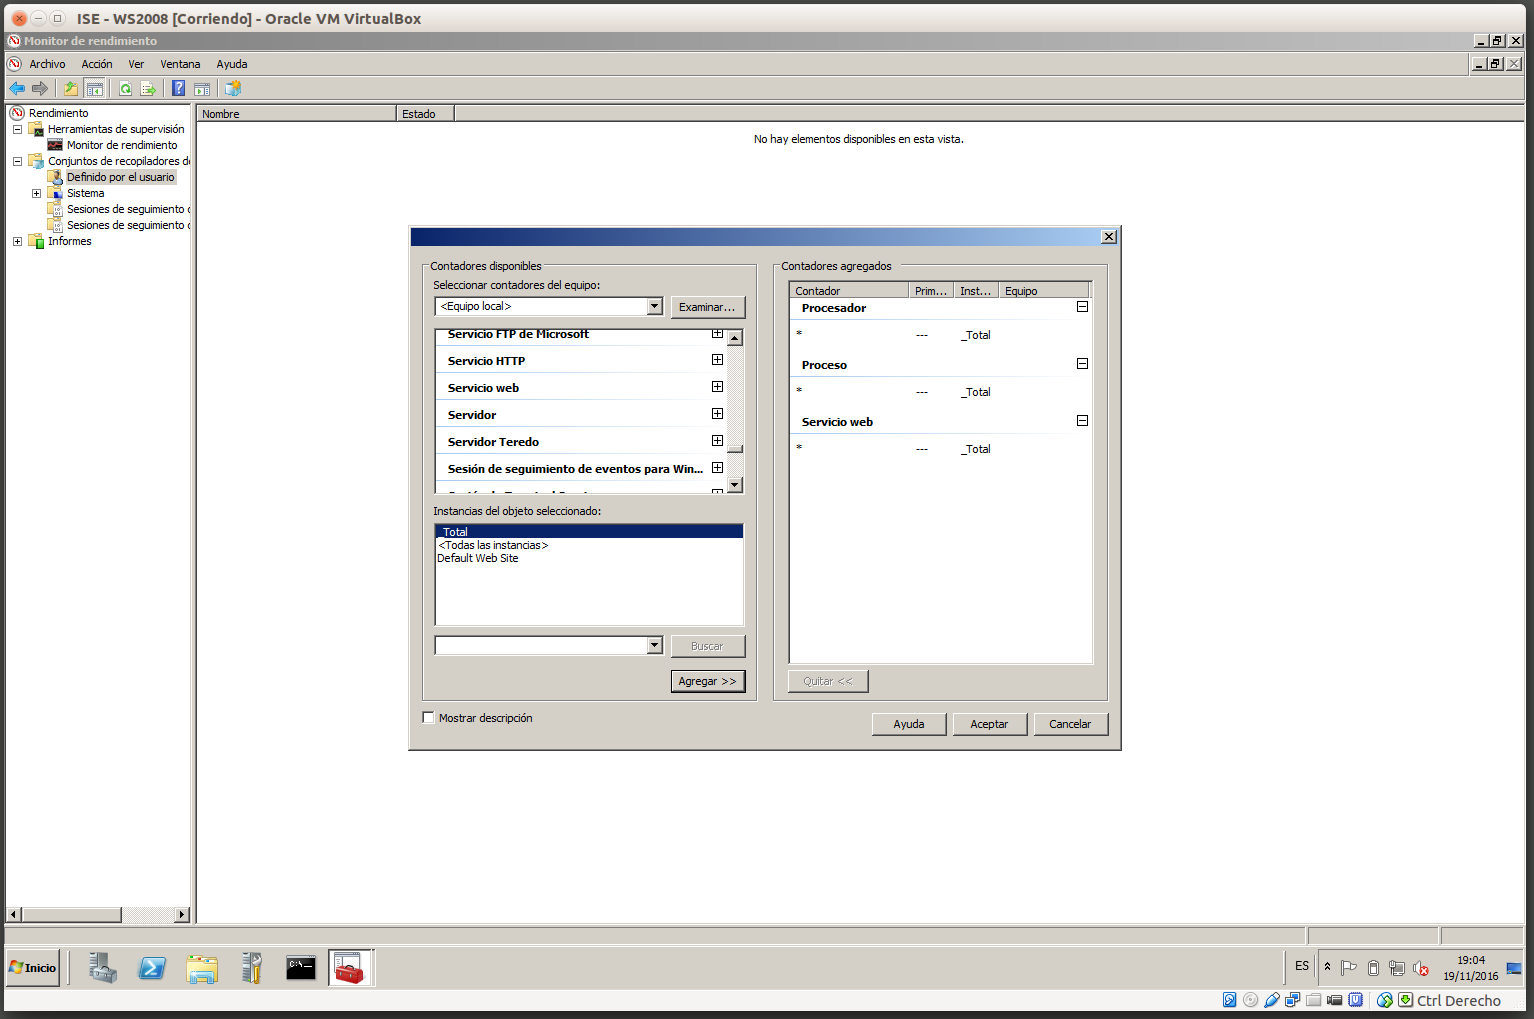 ISE - WS2008 [Corriendo] - Oracle VM VirtualBox
Monitor de rendimiento
Archivo Acción Ver Ventana Ayuda
Rendimiento
Herramientas de supervisión
Monitor de rendimiento
Conjuntos de recopiladores de
Definido por el usuario
Sistema
Sesiones de seguimiento
Sesiones de seguimiento
Informes
Nombre Estado
No hay elementos disponibles en esta vista.
Contadores disponibles
Seleccionar contadores del equipo:
<Equipo local>
Examinar...
Servicio FTP de Microsoft
Servicio HTTP
Servicio web
Servidor
Servidor Teredo
Sesión de seguimiento de eventos para Win...
Instancias del objeto seleccionado:
_Total
<Todas las instancias>
Default Web Site
Buscar
Agregar >>
Mostrar descripción
Contadores agregados
Contador Prim... Inst... Equipo
Procesador
* --- _Total
Proceso
* --- _Total
Servicio web
* --- _Total
Quitar <<
Ayuda Aceptar Cancelar
Inicio
C:\_
ES
19:04
19/11/2016
Ctrl Derecho